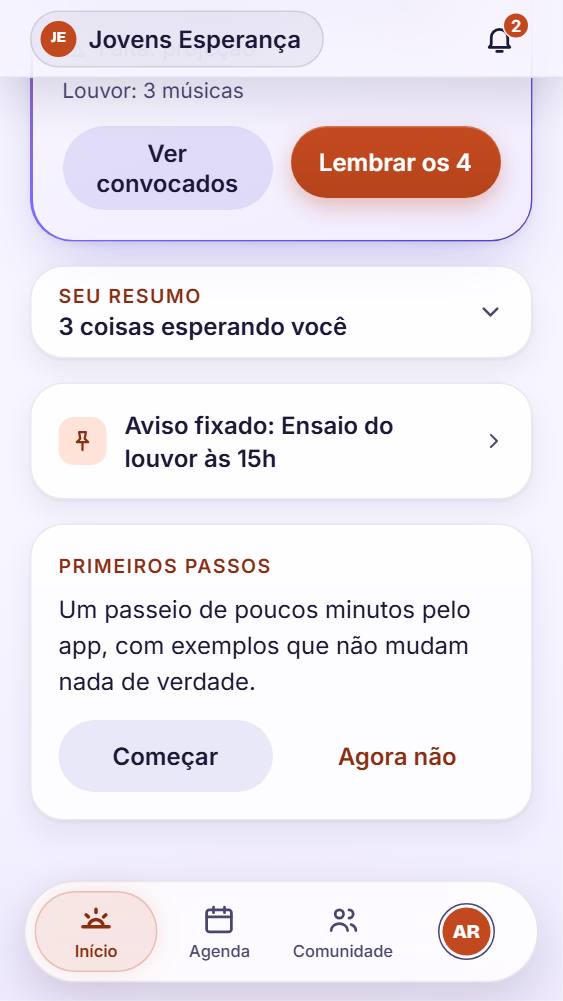 JE Jovens Esperança
2
Louvor: 3 músicas
Ver
convocados
Lembrar os 4
SEU RESUMO
3 coisas esperando você
Aviso fixado: Ensaio do
louvor às 15h
PRIMEIROS PASSOS
Um passeio de poucos minutos pelo
app, com exemplos que não mudam
nada de verdade.
Começar
Agora não
Início
Agenda
Comunidade
AR